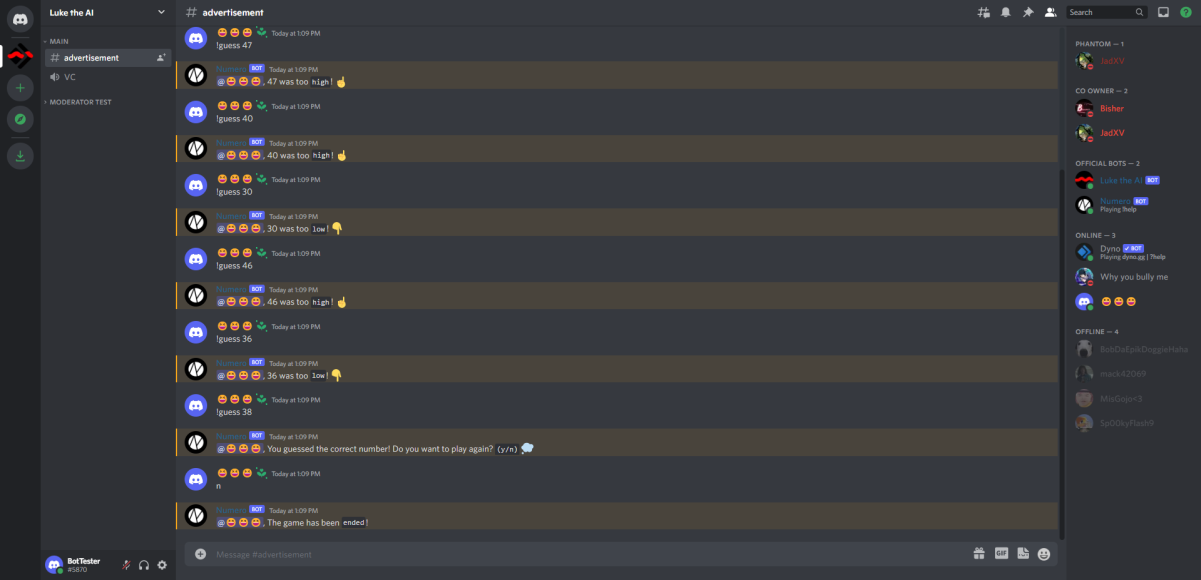 Luke the AI
# advertisement
Search
MAIN
# advertisement
VC
MODERATOR TEST
😆😆😆 Today at 1:09 PM
!guess 47
Numero BOT Today at 1:09 PM
@😆😆😆, 47 was too high! ☝
😆😆😆 Today at 1:09 PM
!guess 40
Numero BOT Today at 1:09 PM
@😆😆😆, 40 was too high! ☝
😆😆😆 Today at 1:09 PM
!guess 30
Numero BOT Today at 1:09 PM
@😆😆😆, 30 was too low! 👇
😆😆😆 Today at 1:09 PM
!guess 46
Numero BOT Today at 1:09 PM
@😆😆😆, 46 was too high! ☝
😆😆😆 Today at 1:09 PM
!guess 36
Numero BOT Today at 1:09 PM
@😆😆😆, 36 was too low! 👇
😆😆😆 Today at 1:09 PM
!guess 38
Numero BOT Today at 1:09 PM
@😆😆😆, You guessed the correct number! Do you want to play again? (y/n) 💭
😆😆😆 Today at 1:09 PM
n
Numero BOT Today at 1:09 PM
@😆😆😆, The game has been ended!
Message #advertisement
GIF
BotTester
#5870
PHANTOM — 1
JadXV
CO OWNER — 2
Bisher
JadXV
OFFICIAL BOTS — 2
Luke the AI BOT
Numero BOT
Playing !help
ONLINE — 3
Dyno ✓ BOT
Playing dyno.gg | ?help
Why you bully me
😆😆😆
OFFLINE — 4
BobDaEpikDoggieHaha
mack42069
MisGojo<3
Sp00kyFlash9